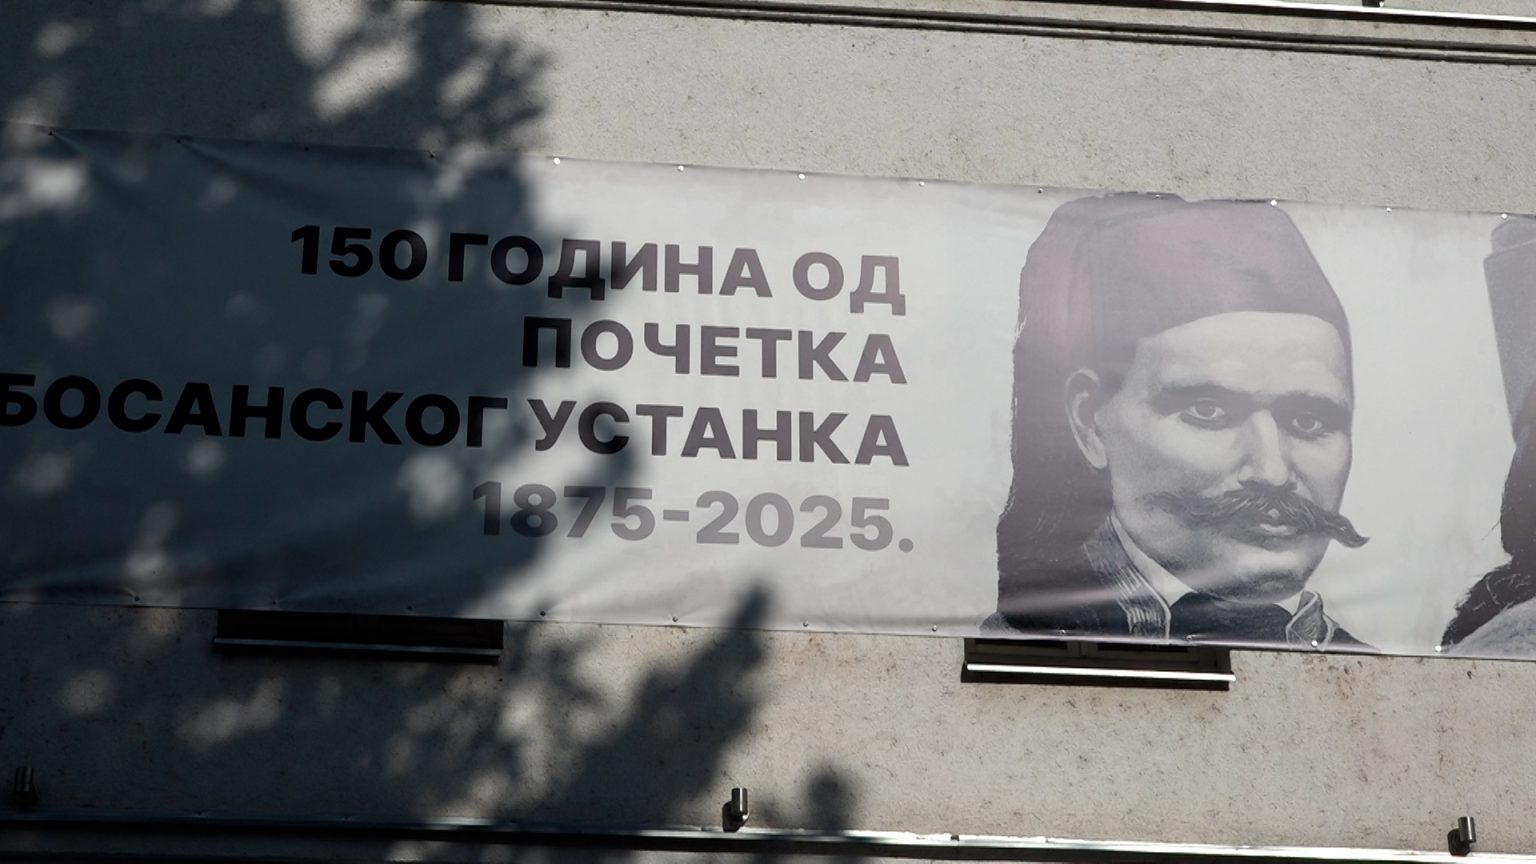 150 ГОДИНА ОД
ПОЧЕТКА
БОСАНСКОГ УСТАНКА
1875-2025.